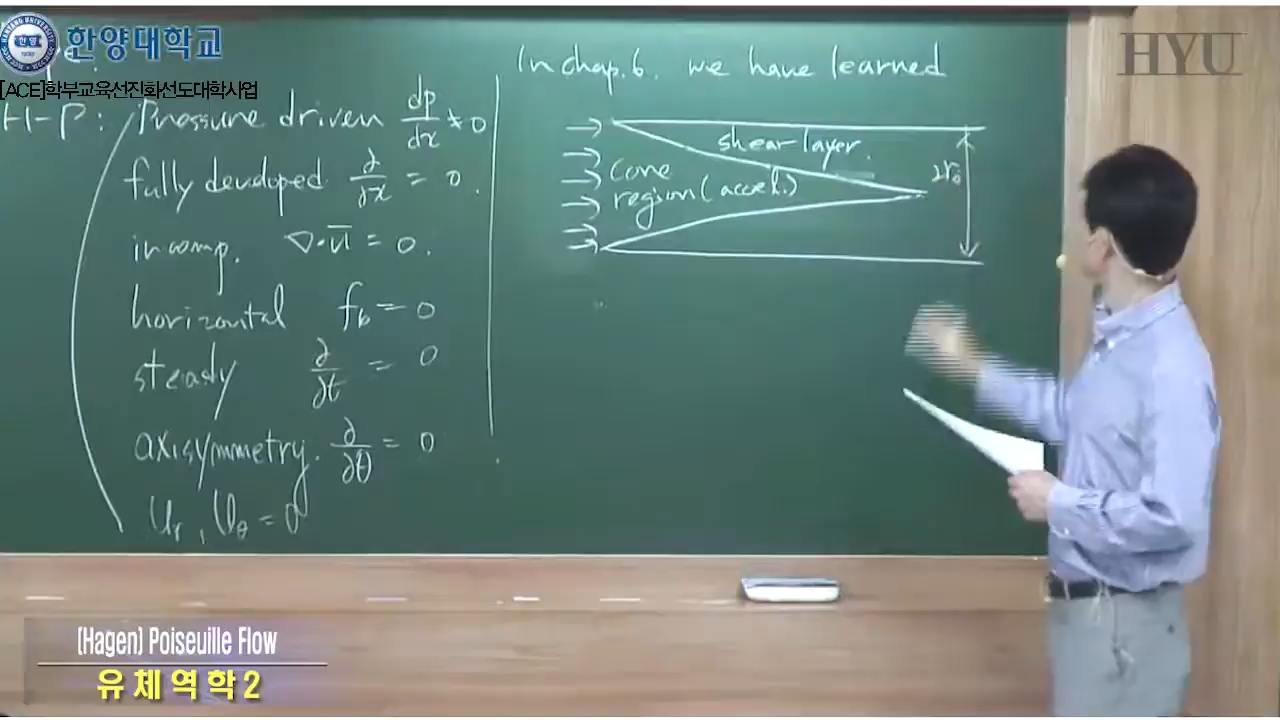 한양대학교
HYU
[ACE]학부교육선진화선도대학사업
H-P : Pressure driven dp/dx ≠ 0
fully developed ∂/∂x = 0.
incomp. ∇·u̅ = 0.
horizontal f_b = 0
steady ∂/∂t = 0
axisymmetry. ∂/∂θ = 0
U_r, U_θ = 0
In chap. 6. we have learned
shear layer.
core
region (accel.)
2r₀
(Hagen) Poiseuille Flow
유체역학2